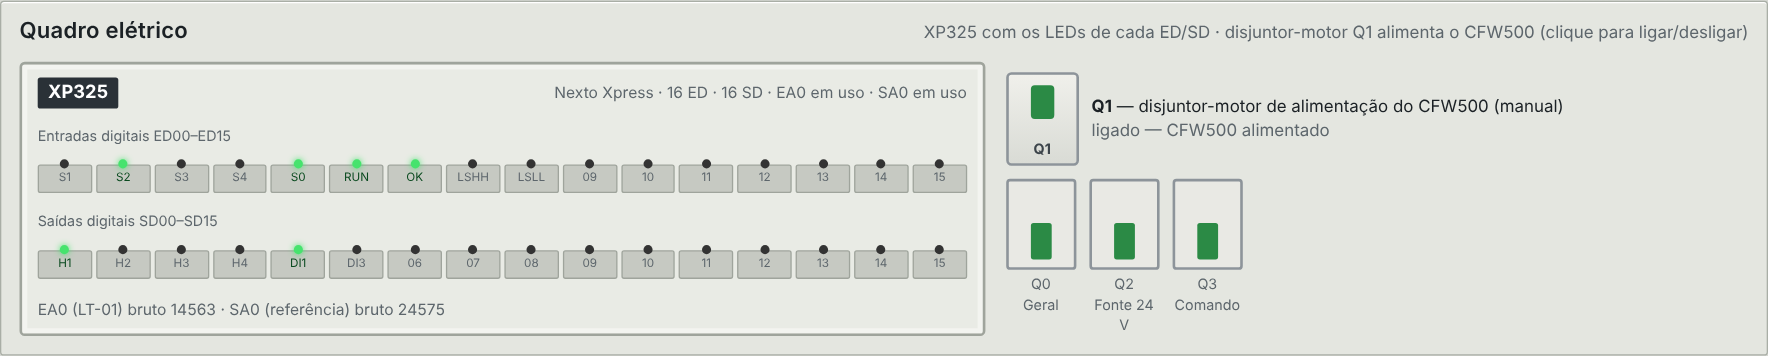 Quadro elétrico
XP325 com os LEDs de cada ED/SD · disjuntor-motor Q1 alimenta o CFW500 (clique para ligar/desligar)
XP325
Nexto Xpress · 16 ED · 16 SD · EA0 em uso · SA0 em uso
Entradas digitais ED00–ED15
S1 S2 S3 S4 S0 RUN OK LSHH LSLL 09 10 11 12 13 14 15
Saídas digitais SD00–SD15
H1 H2 H3 H4 DI1 DI3 06 07 08 09 10 11 12 13 14 15
EA0 (LT-01) bruto 14563 · SA0 (referência) bruto 24575
Q1
Q1 — disjuntor-motor de alimentação do CFW500 (manual)
ligado — CFW500 alimentado
Q0
Geral
Q2
Fonte 24
V
Q3
Comando